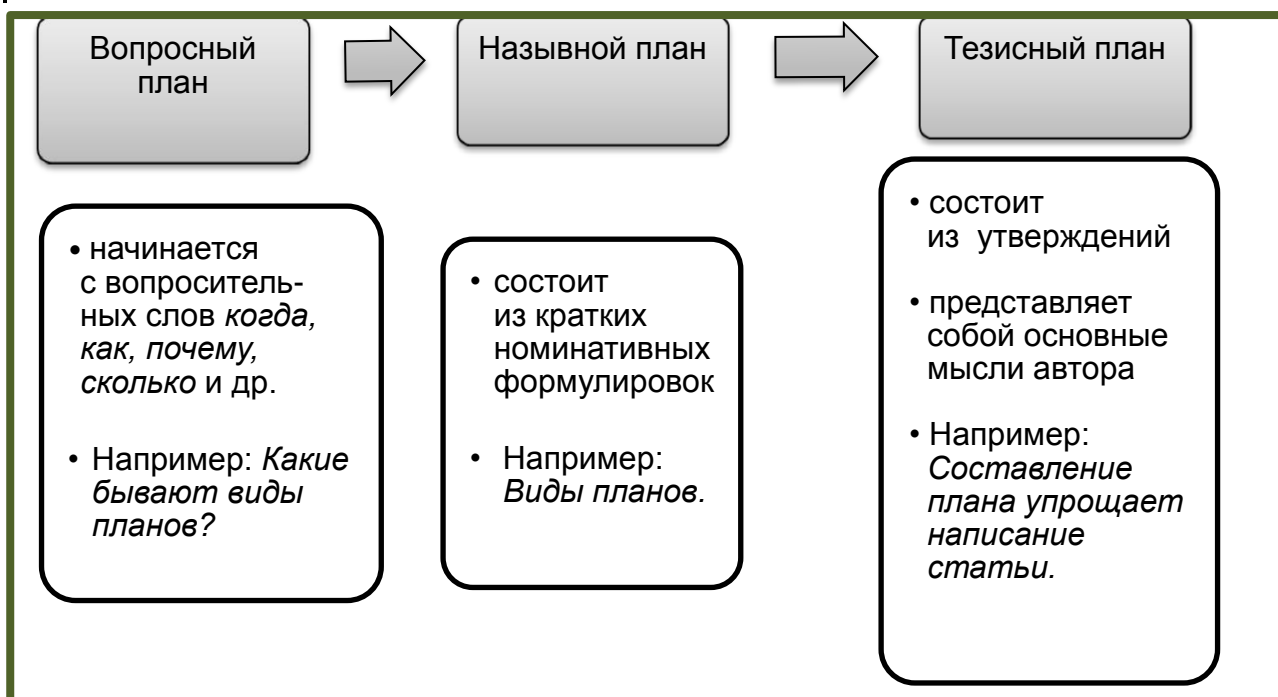 Вопросный
план
Назывной план
Тезисный план
• начинается
с вопроситель-
ных слов когда,
как, почему,
сколько и др.
• Например: Какие
бывают виды
планов?
• состоит
из кратких
номинативных
формулировок
• Например:
Виды планов.
• состоит
из утверждений
• представляет
собой основные
мысли автора
• Например:
Составление
плана упрощает
написание
статьи.